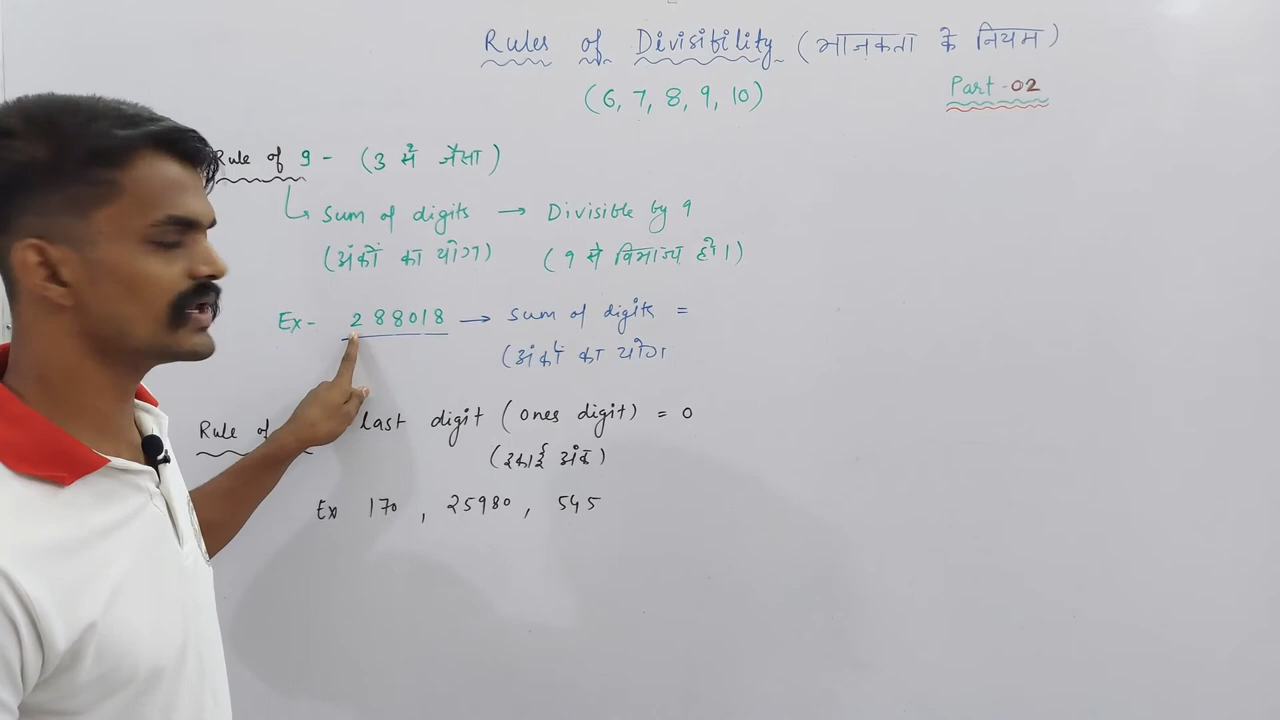 Rules of Divisibility (भाजकता के नियम)
(6, 7, 8, 9, 10)
Part-02
Rule of 9 - (3 के जैसा)
Sum of digits → Divisible by 9
(अंकों का योग) (9 से विभाज्य हो।)
Ex- 288018 → Sum of digits =
(अंकों का योग
Rule of last digit (ones digit) = 0
(इकाई अंक)
Ex 170, 25980, 545